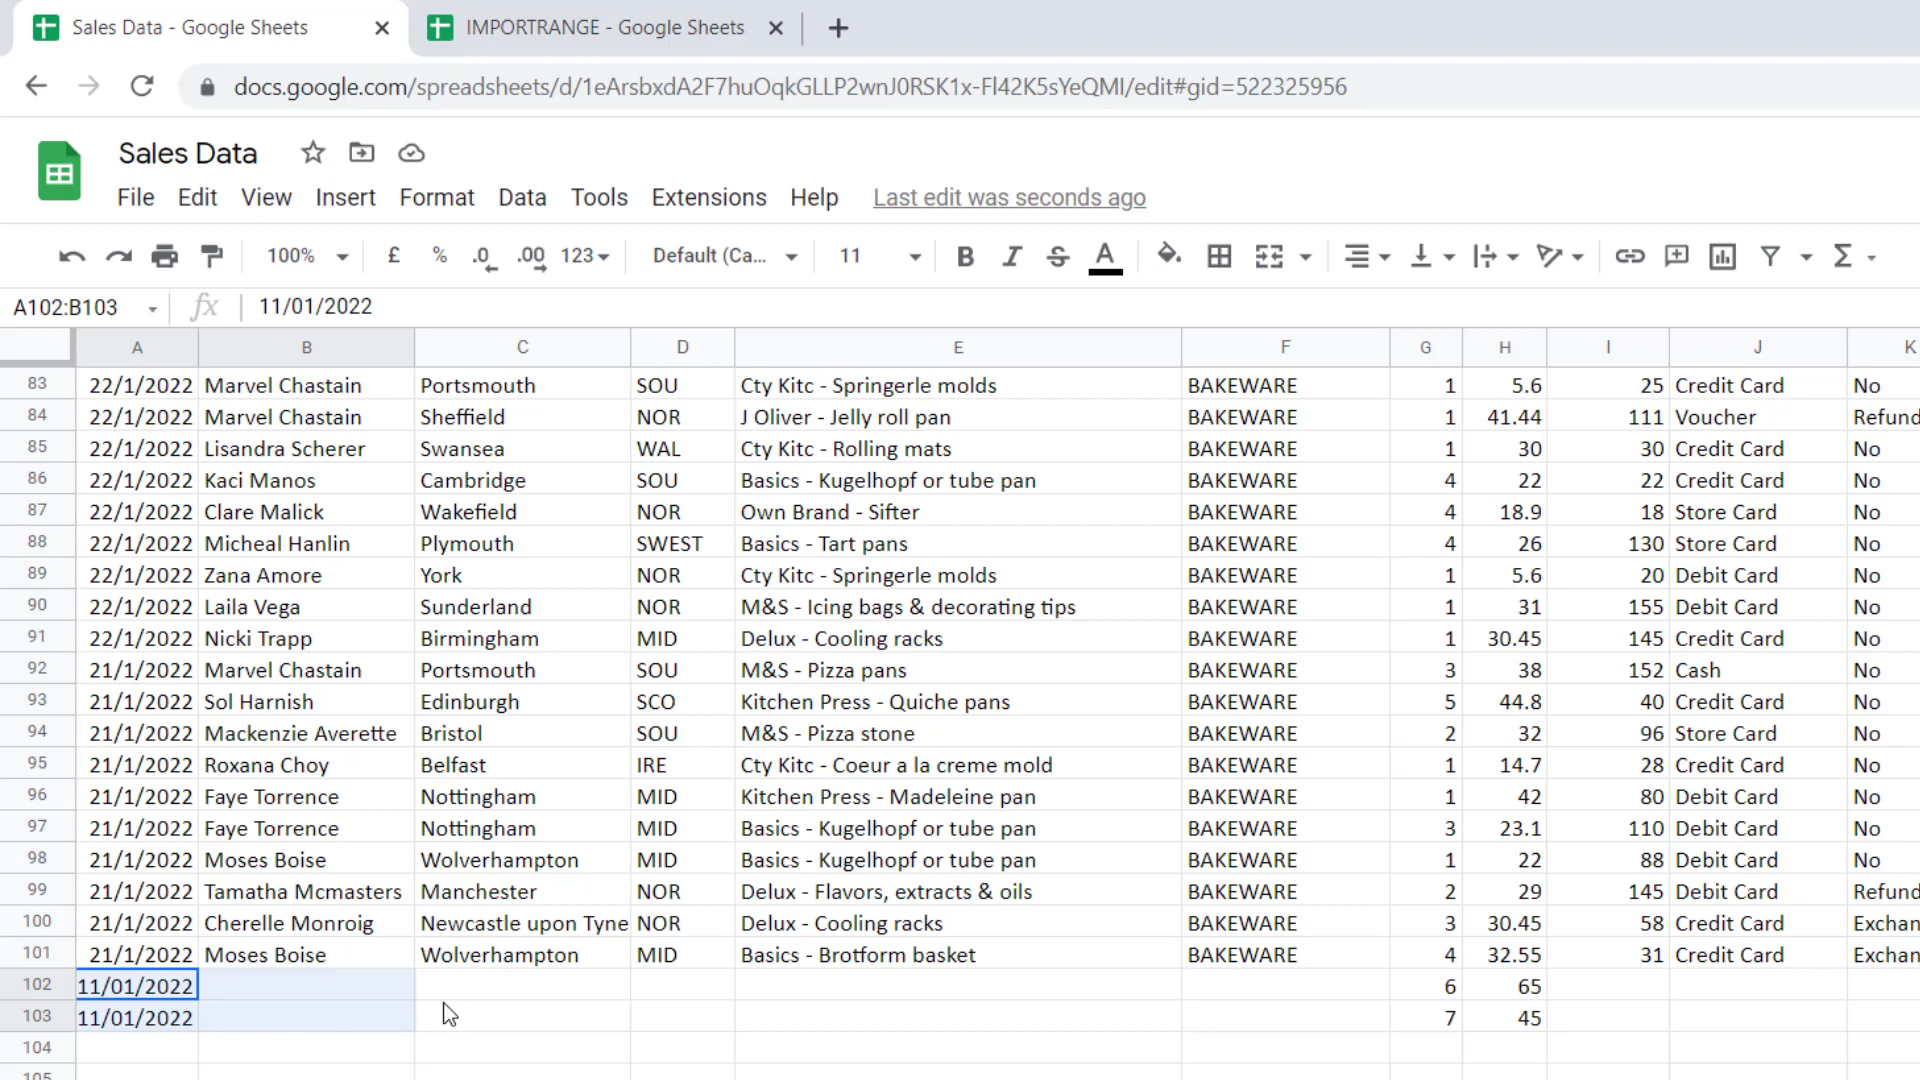 Sales Data - Google Sheets IMPORTRANGE - Google Sheets
docs.google.com/spreadsheets/d/1eArsbxdA2F7huOqkGLLP2wnJ0RSK1x-Fl42K5sYeQMI/edit#gid=522325956
Sales Data
File Edit View Insert Format Data Tools Extensions Help Last edit was seconds ago
100% £ % .0 .00 123 Default (Ca... 11 B I S A Σ
A102:B103 fx 11/01/2022
A B C D E F G H I J K
83 22/1/2022 Marvel Chastain Portsmouth SOU Cty Kitc - Springerle molds BAKEWARE 1 5.6 25 Credit Card No
84 22/1/2022 Marvel Chastain Sheffield NOR J Oliver - Jelly roll pan BAKEWARE 1 41.44 111 Voucher Refund
85 22/1/2022 Lisandra Scherer Swansea WAL Cty Kitc - Rolling mats BAKEWARE 1 30 30 Credit Card No
86 22/1/2022 Kaci Manos Cambridge SOU Basics - Kugelhopf or tube pan BAKEWARE 4 22 22 Credit Card No
87 22/1/2022 Clare Malick Wakefield NOR Own Brand - Sifter BAKEWARE 4 18.9 18 Store Card No
88 22/1/2022 Micheal Hanlin Plymouth SWEST Basics - Tart pans BAKEWARE 4 26 130 Store Card No
89 22/1/2022 Zana Amore York NOR Cty Kitc - Springerle molds BAKEWARE 1 5.6 20 Debit Card No
90 22/1/2022 Laila Vega Sunderland NOR M&S - Icing bags & decorating tips BAKEWARE 1 31 155 Debit Card No
91 22/1/2022 Nicki Trapp Birmingham MID Delux - Cooling racks BAKEWARE 1 30.45 145 Credit Card No
92 21/1/2022 Marvel Chastain Portsmouth SOU M&S - Pizza pans BAKEWARE 3 38 152 Cash No
93 21/1/2022 Sol Harnish Edinburgh SCO Kitchen Press - Quiche pans BAKEWARE 5 44.8 40 Credit Card No
94 21/1/2022 Mackenzie Averette Bristol SOU M&S - Pizza stone BAKEWARE 2 32 96 Store Card No
95 21/1/2022 Roxana Choy Belfast IRE Cty Kitc - Coeur a la creme mold BAKEWARE 1 14.7 28 Credit Card No
96 21/1/2022 Faye Torrence Nottingham MID Kitchen Press - Madeleine pan BAKEWARE 1 42 80 Debit Card No
97 21/1/2022 Faye Torrence Nottingham MID Basics - Kugelhopf or tube pan BAKEWARE 3 23.1 110 Debit Card No
98 21/1/2022 Moses Boise Wolverhampton MID Basics - Kugelhopf or tube pan BAKEWARE 1 22 88 Debit Card No
99 21/1/2022 Tamatha Mcmasters Manchester NOR Delux - Flavors, extracts & oils BAKEWARE 2 29 145 Debit Card Refund
100 21/1/2022 Cherelle Monroig Newcastle upon Tyne NOR Delux - Cooling racks BAKEWARE 3 30.45 58 Credit Card Exchan
101 21/1/2022 Moses Boise Wolverhampton MID Basics - Brotform basket BAKEWARE 4 32.55 31 Credit Card Exchan
102 11/01/2022 6 65
103 11/01/2022 7 45
104
105